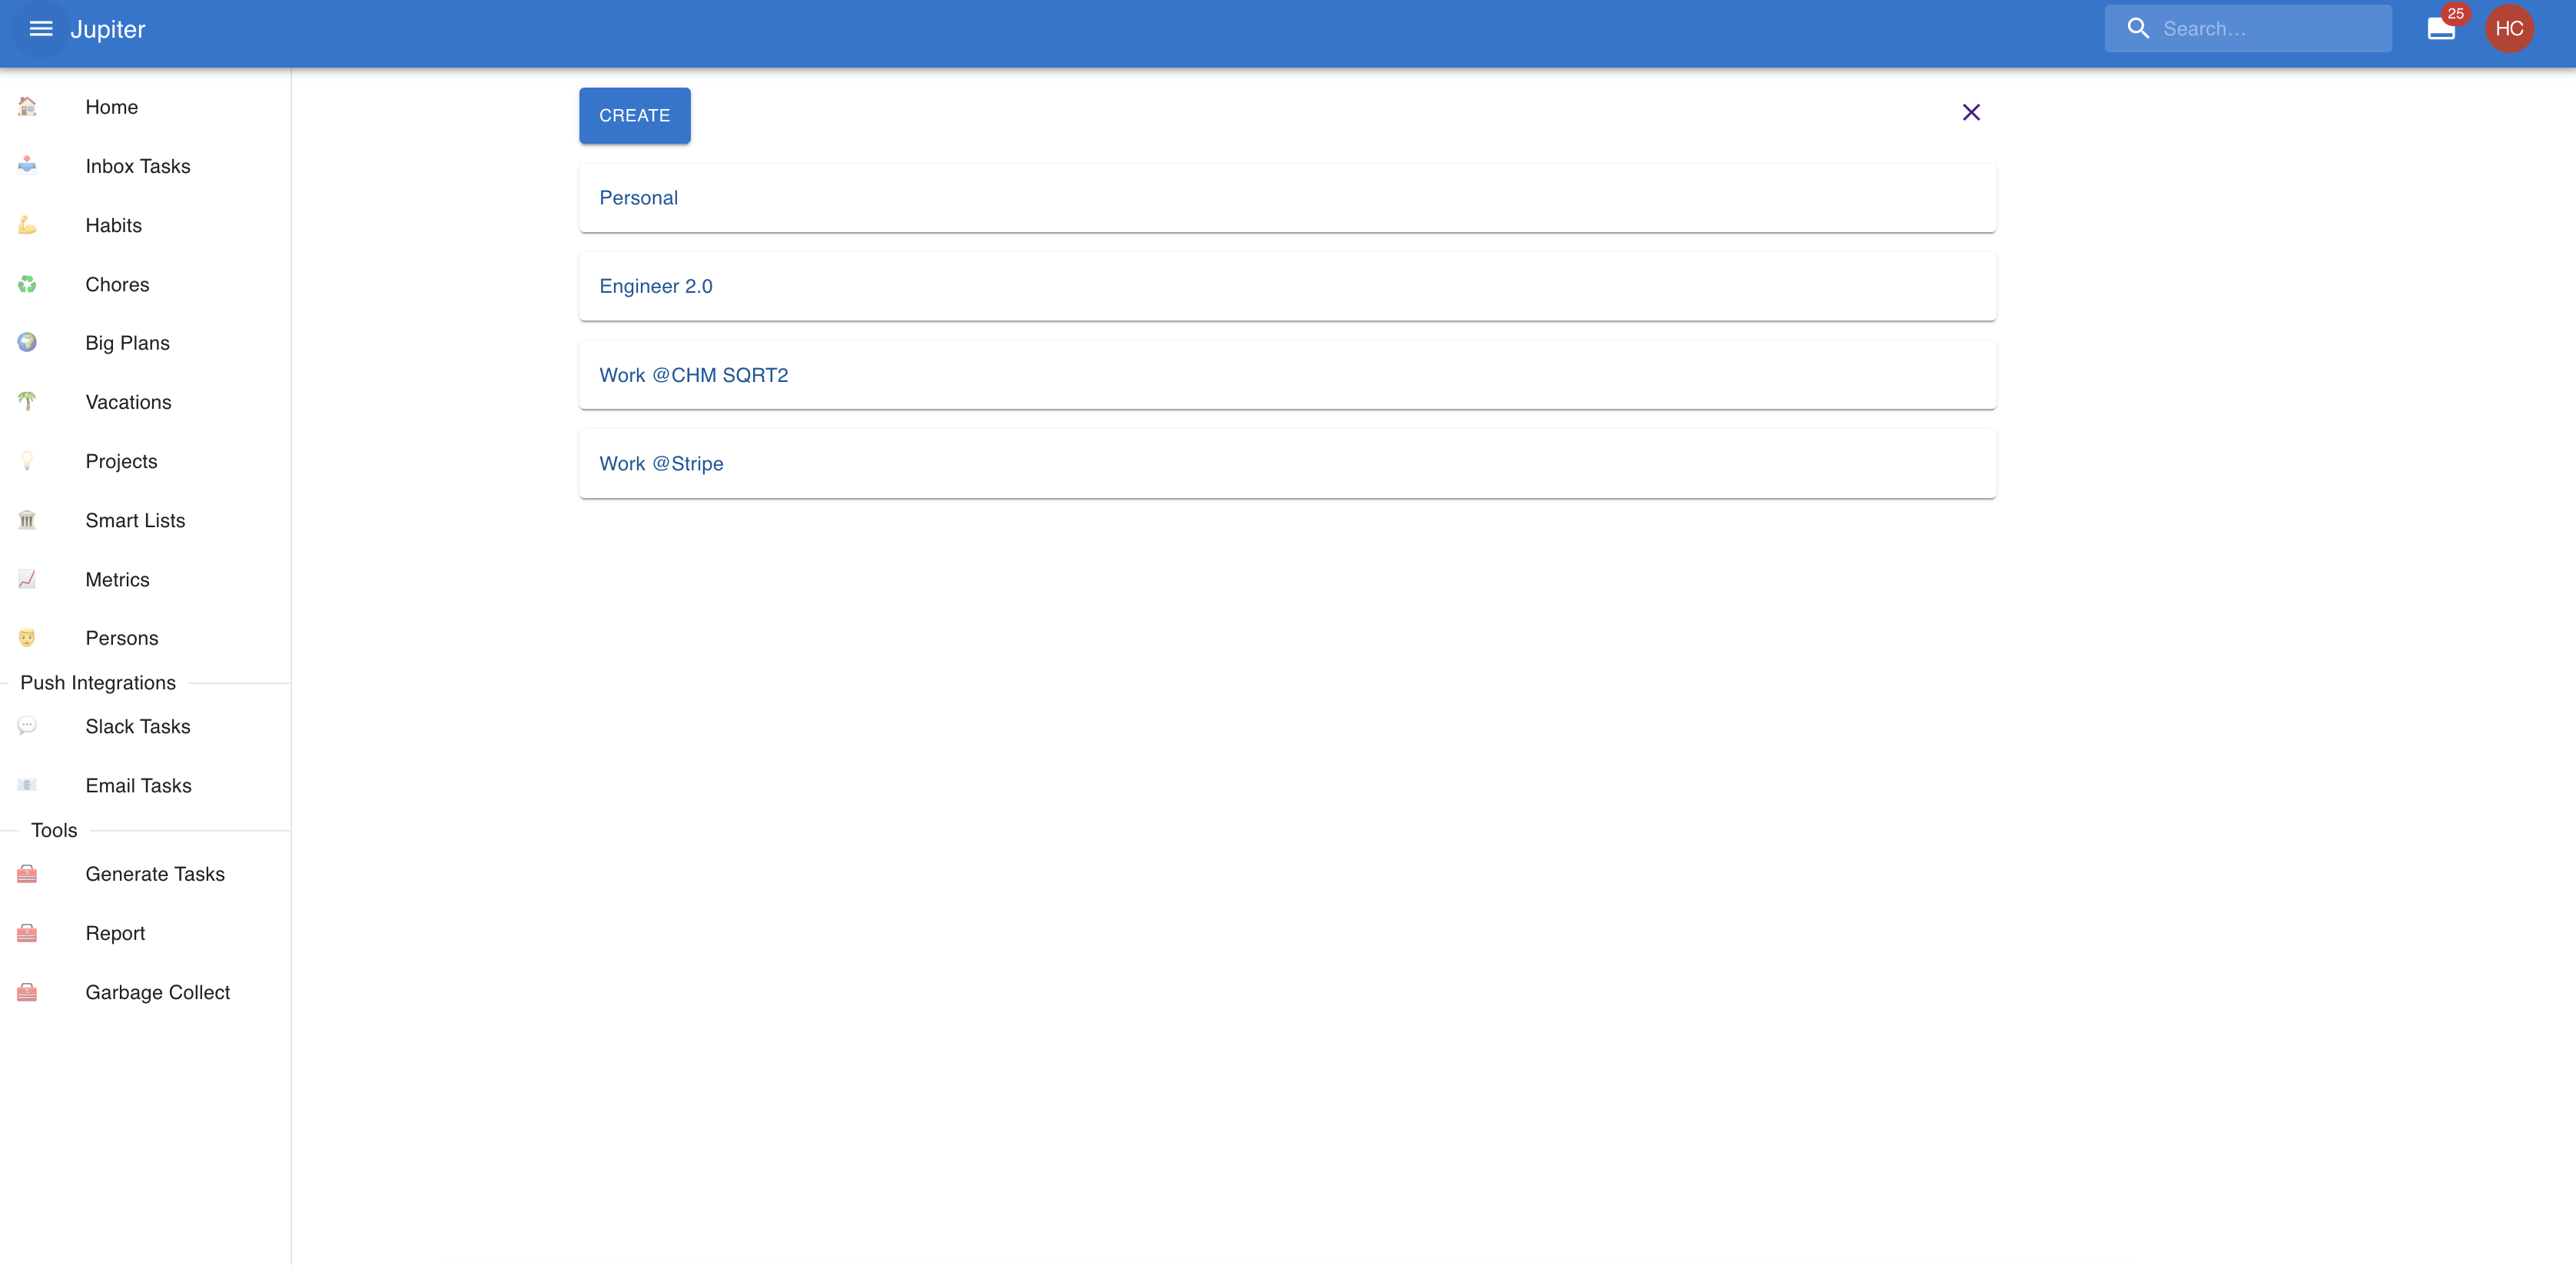 Jupiter
Search...
25
HC
Home
Inbox Tasks
Habits
Chores
Big Plans
Vacations
Projects
Smart Lists
Metrics
Persons
Push Integrations
Slack Tasks
Email Tasks
Tools
Generate Tasks
Report
Garbage Collect
CREATE
Personal
Engineer 2.0
Work @CHM SQRT2
Work @Stripe